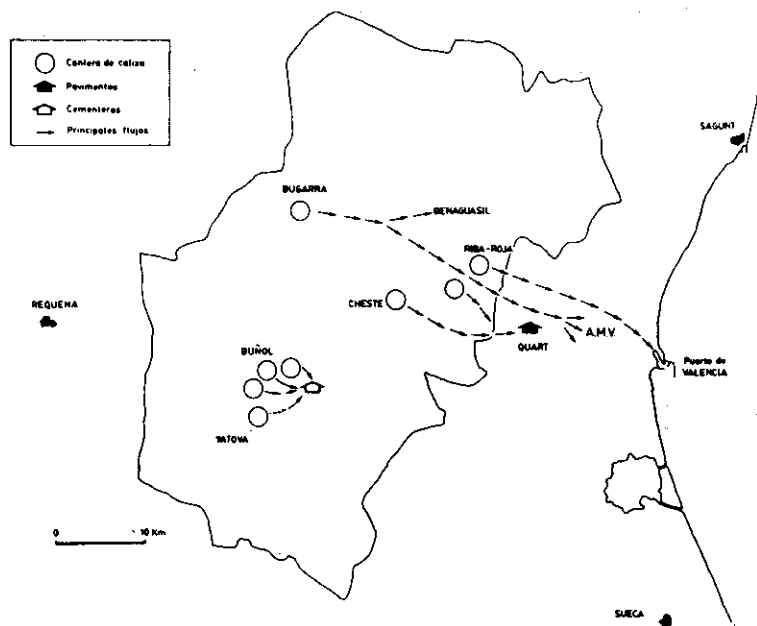 Cantera de caliza
Pavimentos
Cementeras
Principales flujos
SAGUNT
BUGARRA
BENAGUASIL
RIBA-ROJA
REQUENA
CHESTE
A.M.V.
QUART
BUÑOL
Puerto de
VALENCIA
YATOVA
0 10 Km
SUECA